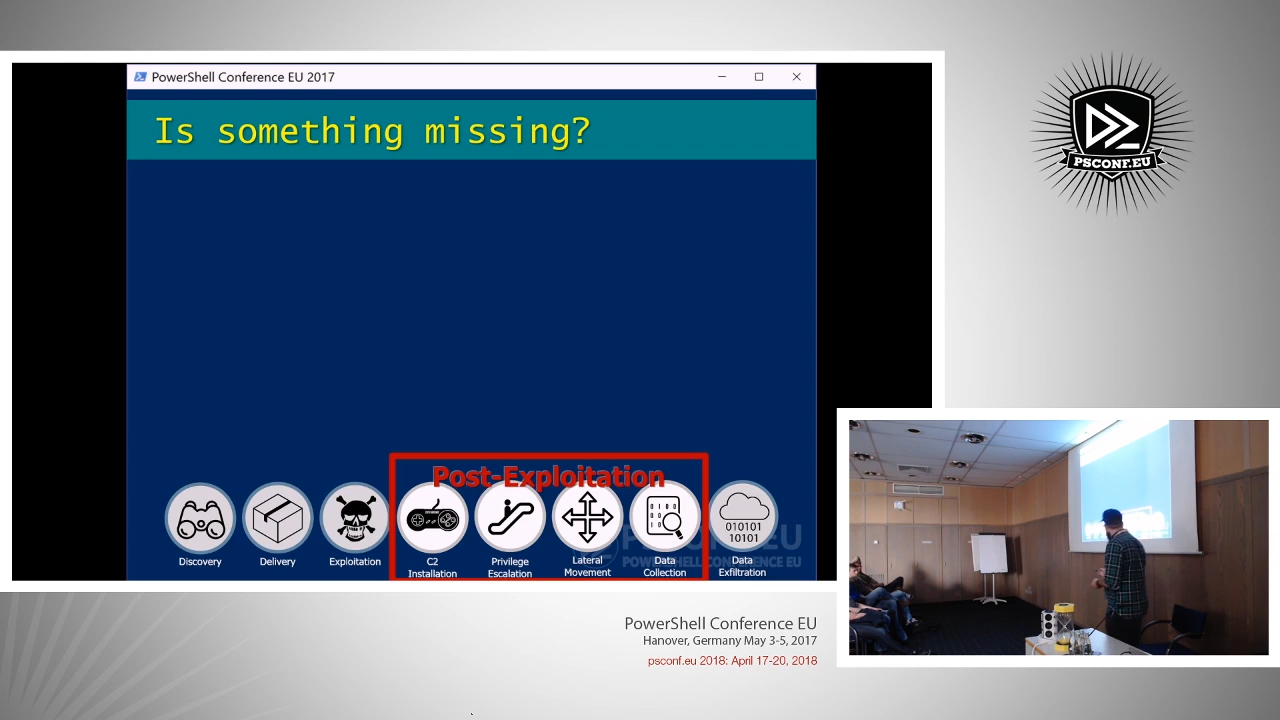 PowerShell Conference EU 2017
Is something missing?
Post-Exploitation
010101
10101
Discovery
Delivery
Exploitation
C2
Installation
Privilege
Escalation
Lateral
Movement
Data
Collection
Data
Exfiltration
PSCONF.EU
PowerShell Conference EU
Hanover, Germany May 3-5, 2017
psconf.eu 2018: April 17-20, 2018